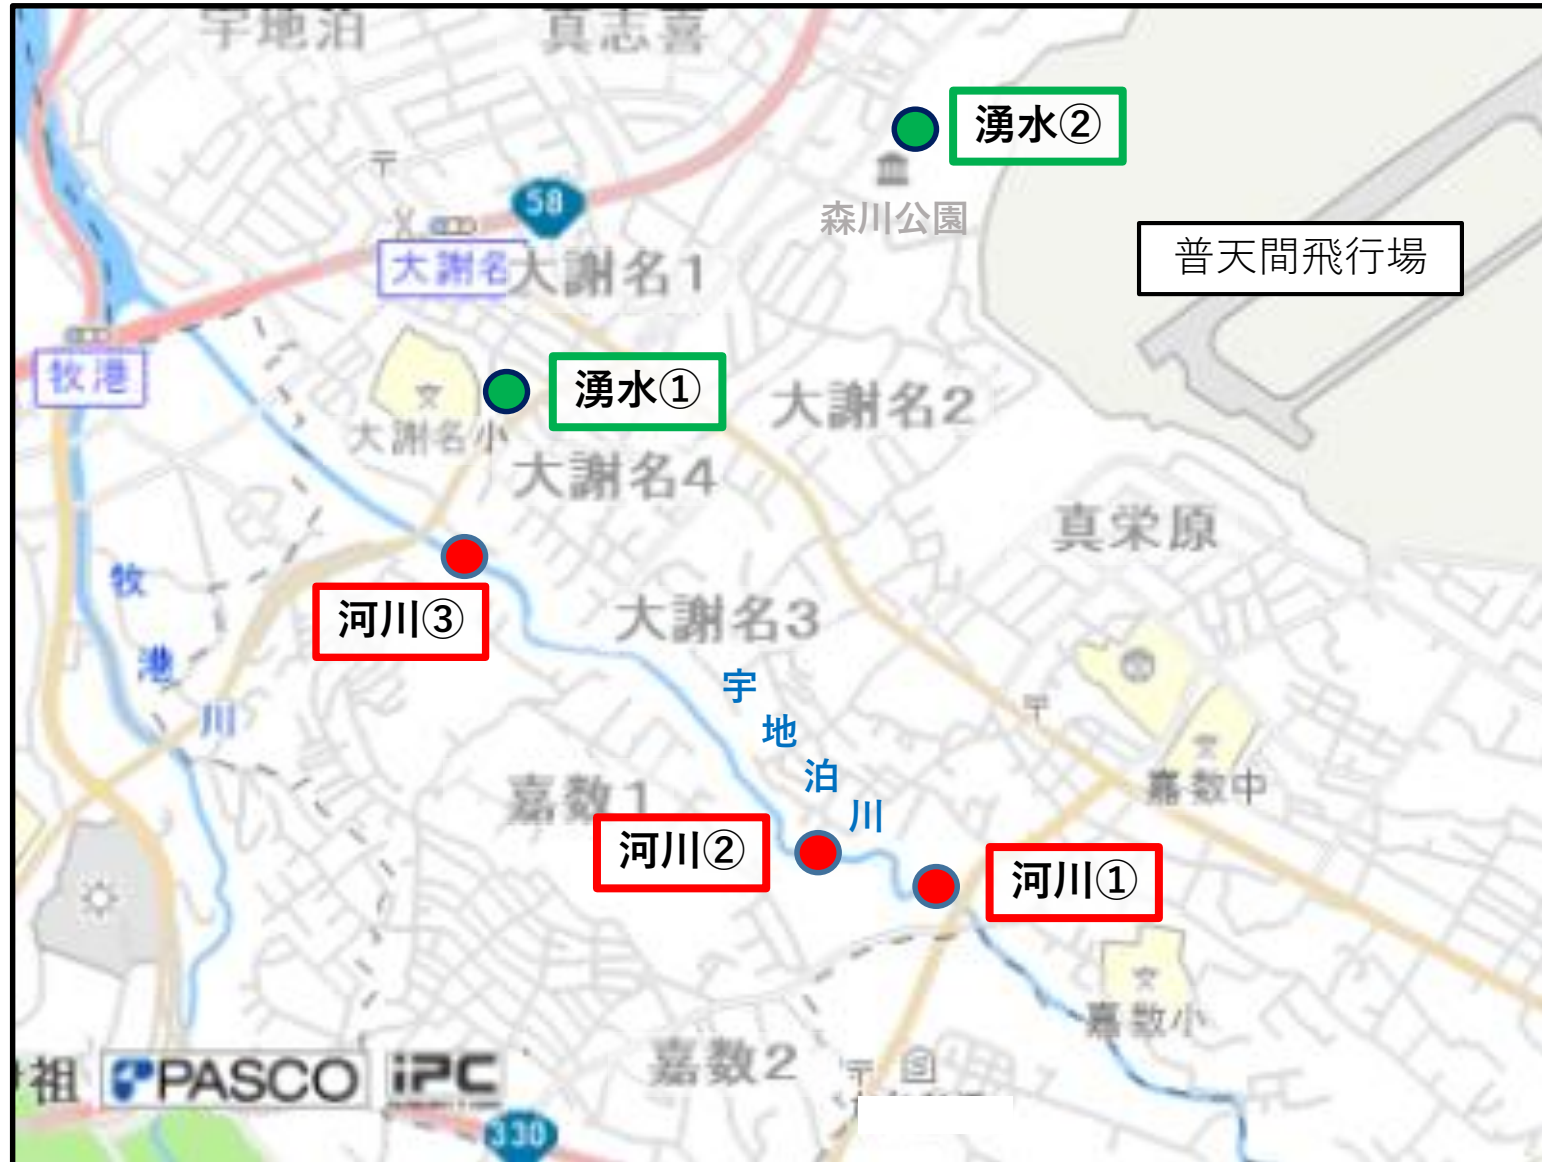 宇地泊
真志喜
湧水②
58
森川公園
普天間飛行場
大謝名
大謝名1
牧港
湧水①
大謝名2
大謝名小
大謝名4
真栄原
河川③
大謝名3
牧港川
宇地泊川
嘉数1
嘉数中
河川②
河川①
嘉数小
嘉数2
祖
PASCO
iPC
330